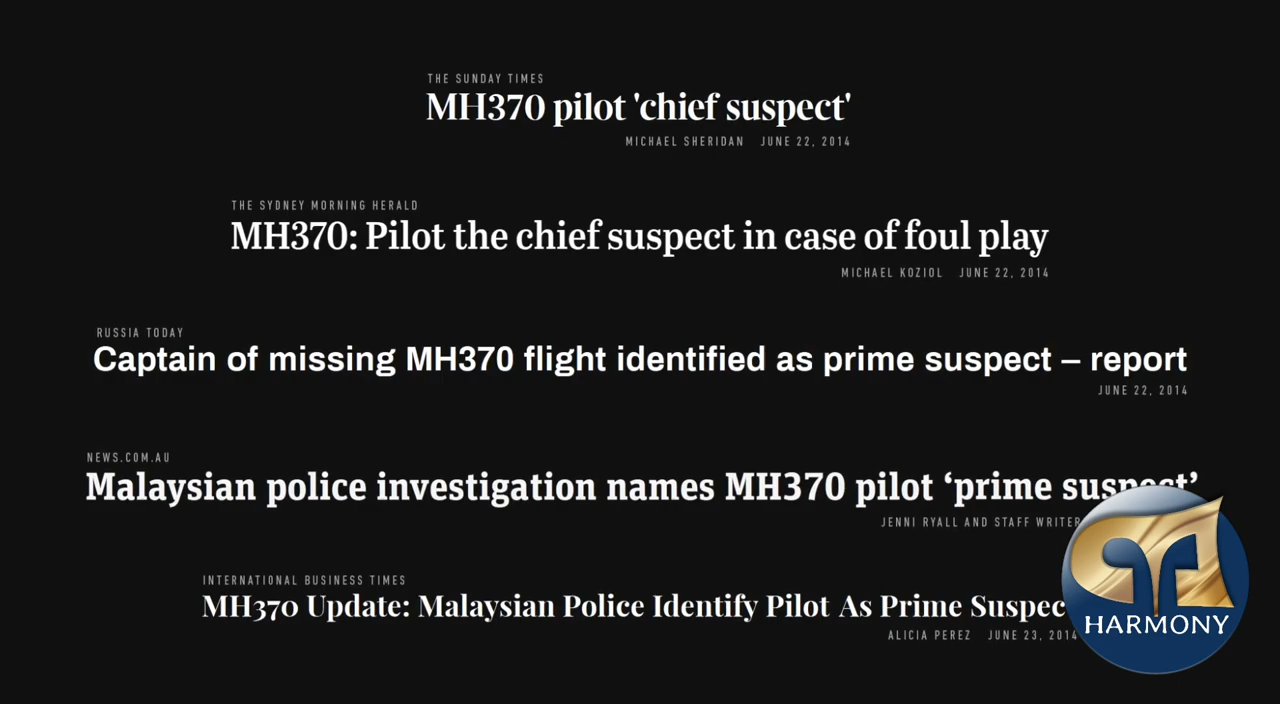 THE SUNDAY TIMES
MH370 pilot 'chief suspect'
MICHAEL SHERIDAN JUNE 22, 2014
THE SYDNEY MORNING HERALD
MH370: Pilot the chief suspect in case of foul play
MICHAEL KOZIOL JUNE 22, 2014
RUSSIA TODAY
Captain of missing MH370 flight identified as prime suspect – report
JUNE 22, 2014
NEWS.COM.AU
Malaysian police investigation names MH370 pilot ‘prime suspect’
JENNI RYALL AND STAFF WRITER
INTERNATIONAL BUSINESS TIMES
MH370 Update: Malaysian Police Identify Pilot As Prime Suspec
ALICIA PEREZ JUNE 23, 2014
HARMONY